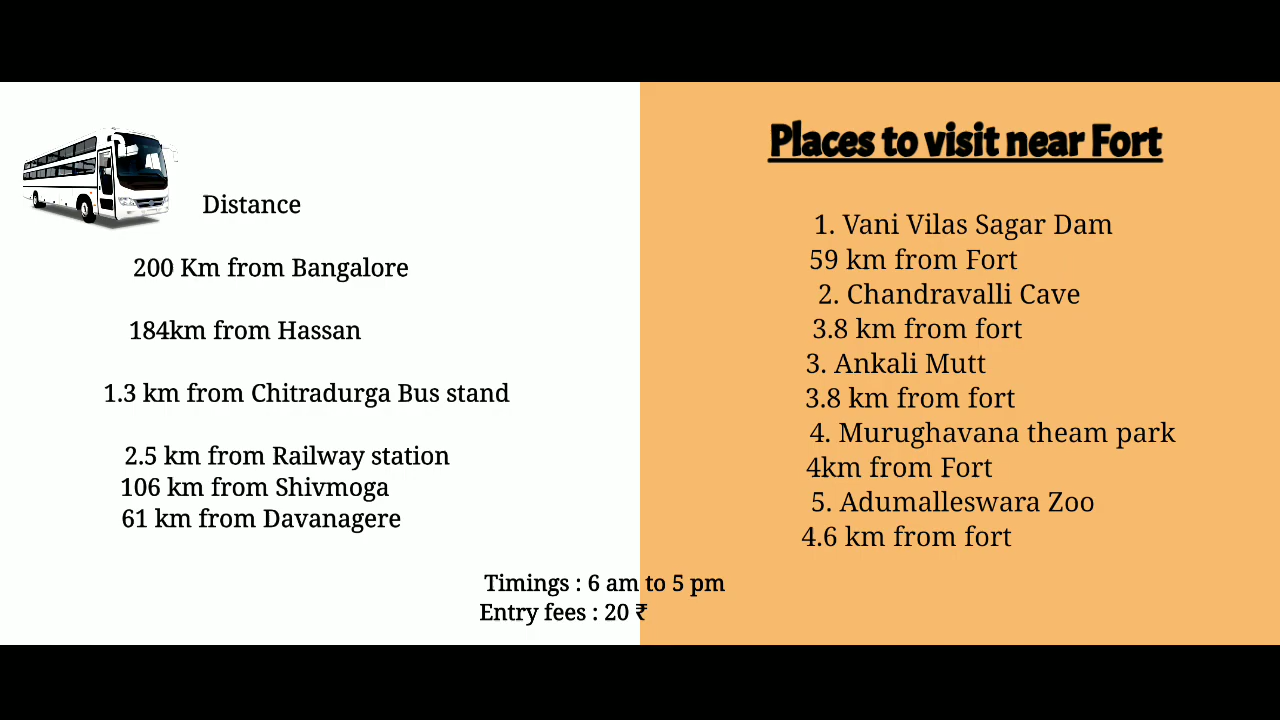 Distance
200 Km from Bangalore
184km from Hassan
1.3 km from Chitradurga Bus stand
2.5 km from Railway station
106 km from Shivmoga
61 km from Davanagere
Places to visit near Fort
1. Vani Vilas Sagar Dam
59 km from Fort
2. Chandravalli Cave
3.8 km from fort
3. Ankali Mutt
3.8 km from fort
4. Murughavana theam park
4km from Fort
5. Adumalleswara Zoo
4.6 km from fort
Timings : 6 am to 5 pm
Entry fees : 20 ₹